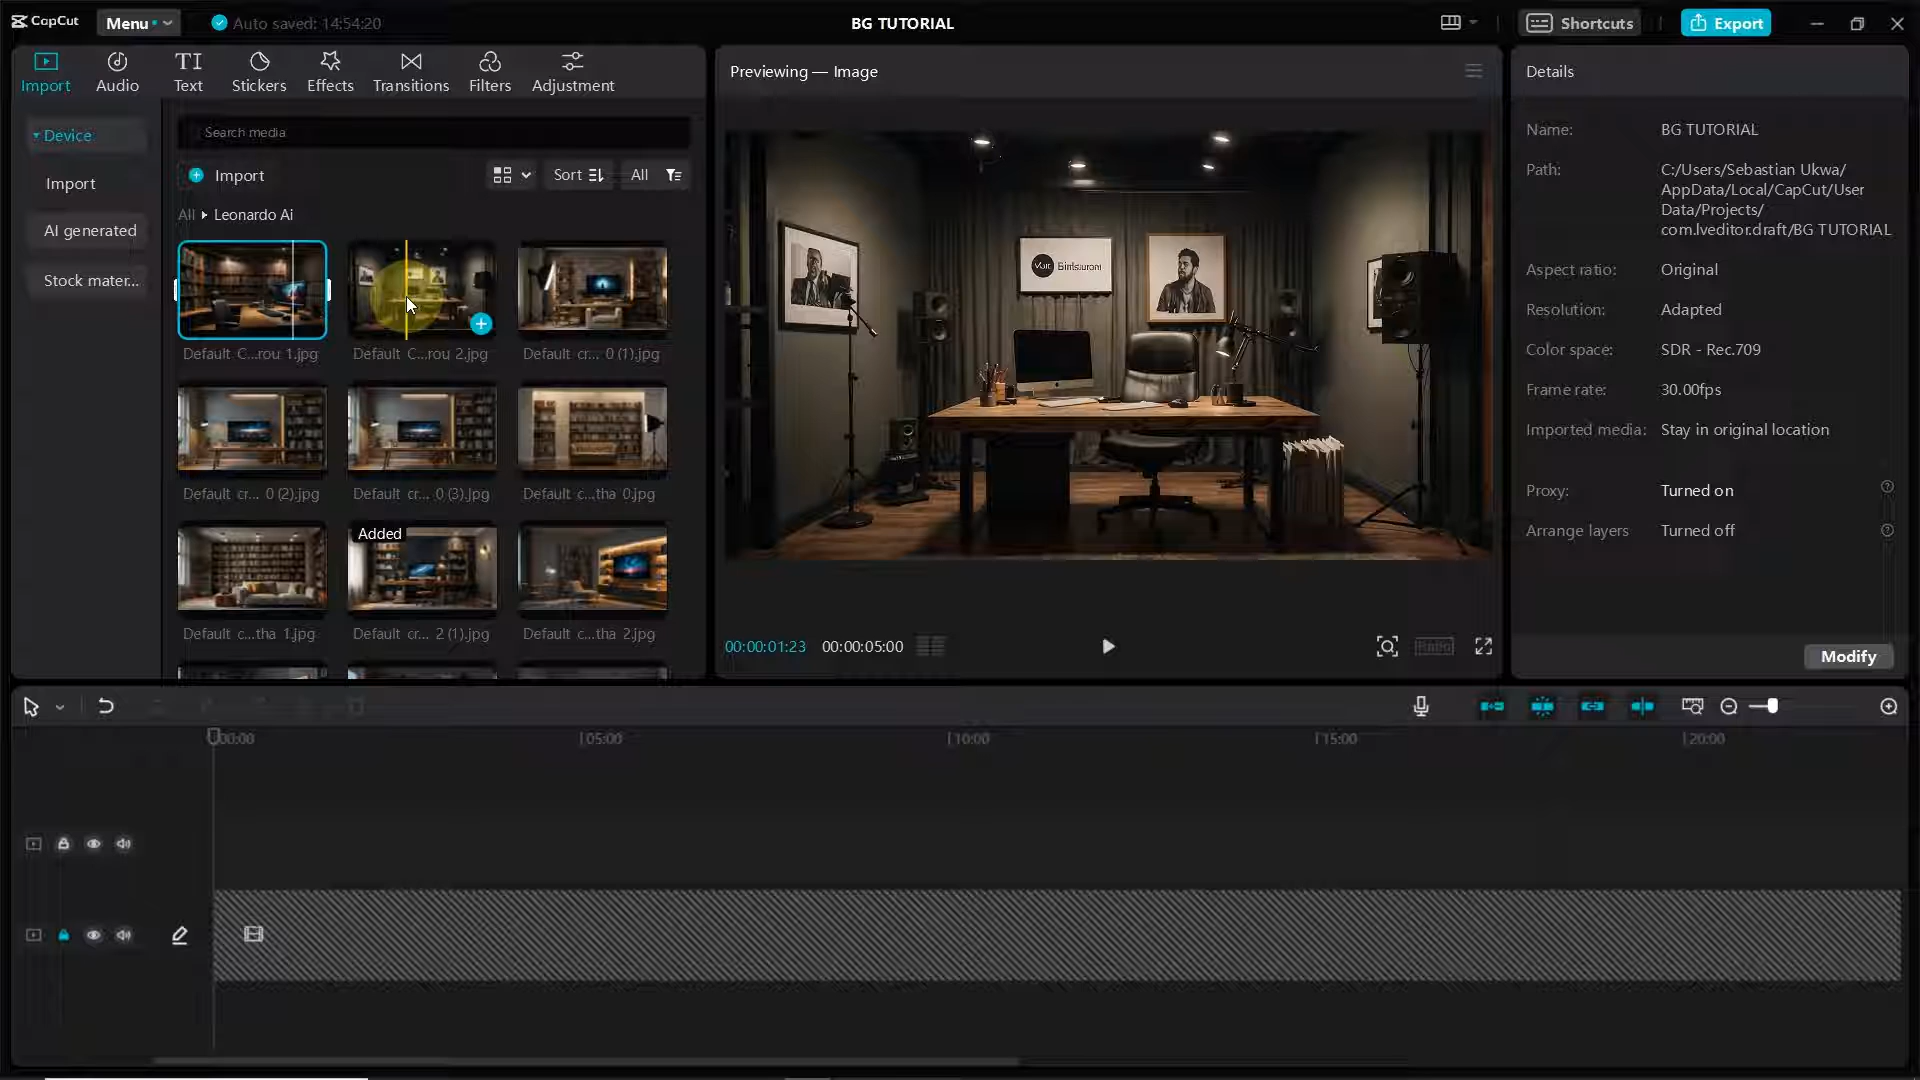 CapCut
Menu
Auto saved: 14:54:20
BG TUTORIAL
Shortcuts
Export
Import
Audio
TI
Text
Stickers
Effects
Transitions
Filters
Adjustment
Device
Import
AI generated
Stock mater...
Search media
Import
Sort
All
All
Leonardo Ai
Default C...rou 1.jpg
Default C...rou 2.jpg
Default cr... 0 (1).jpg
Default cr... 0 (2).jpg
Default cr... 0 (3).jpg
Default c...tha 0.jpg
Added
Default c...tha 1.jpg
Default cr... 2 (1).jpg
Default c...tha 2.jpg
Previewing — Image
00:00:01:23
00:00:05:00
Ratio
Details
Name:
BG TUTORIAL
Path:
C:/Users/Sebastian Ukwa/
AppData/Local/CapCut/User
Data/Projects/
com.lveditor.draft/BG TUTORIAL
Aspect ratio:
Original
Resolution:
Adapted
Color space:
SDR - Rec.709
Frame rate:
30.00fps
Imported media:
Stay in original location
Proxy:
Turned on
Arrange layers
Turned off
Modify
00:00
05:00
10:00
15:00
20:00